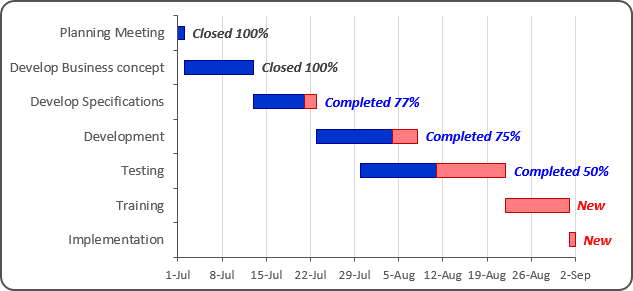 Planning Meeting Closed 100%
Develop Business concept Closed 100%
Develop Specifications Completed 77%
Development Completed 75%
Testing Completed 50%
Training New
Implementation New
1-Jul 8-Jul 15-Jul 22-Jul 29-Jul 5-Aug 12-Aug 19-Aug 26-Aug 2-Sep